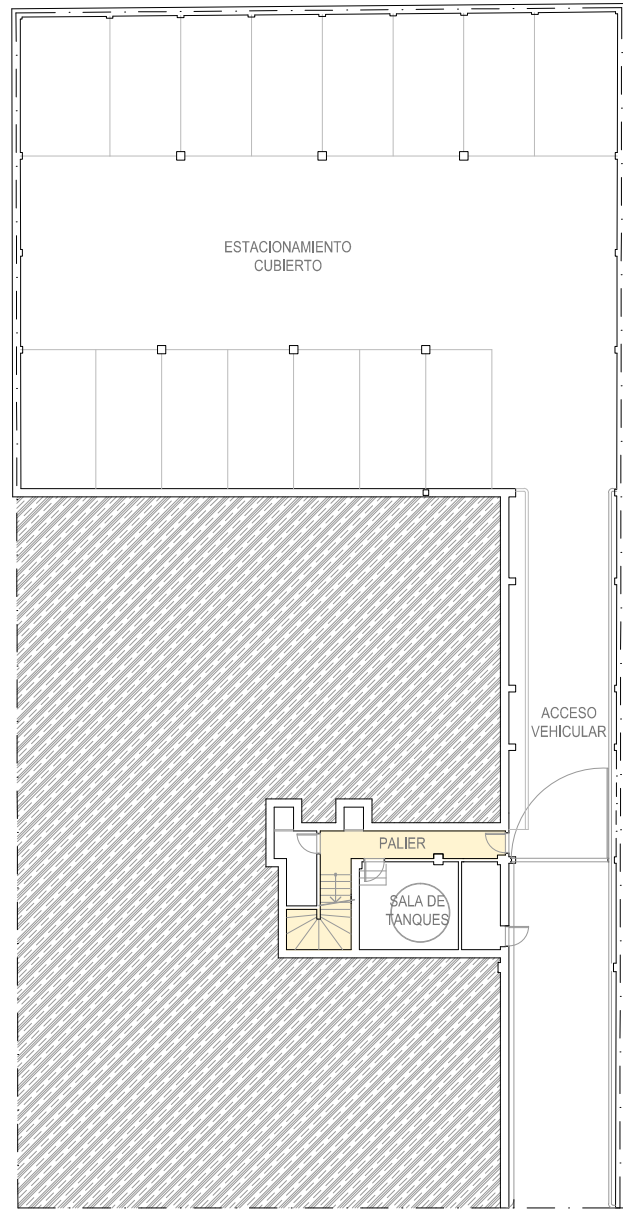 ESTACIONAMIENTO
CUBIERTO
ACCESO
VEHICULAR
PALIER
SALA DE
TANQUES